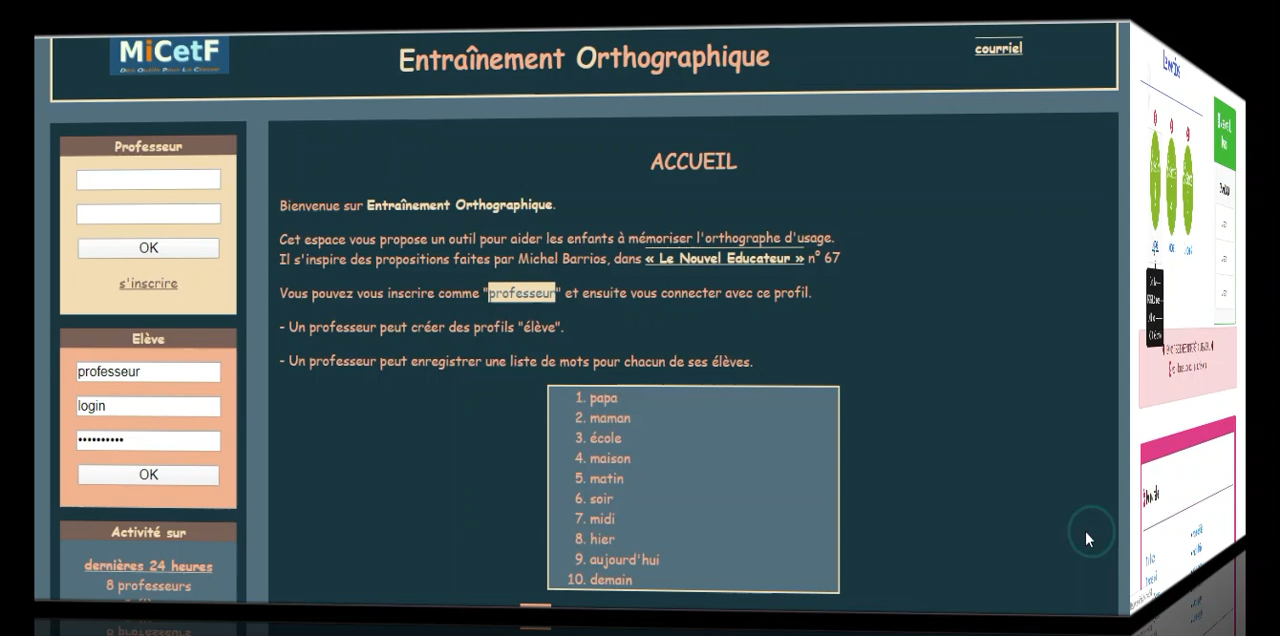 MiCetF
Des Outils Pour La Classe
Entraînement Orthographique
courriel
Professeur
OK
s'inscrire
Elève
professeur
login
••••••••••
OK
Activité sur
dernières 24 heures
8 professeurs
ACCUEIL
Bienvenue sur Entraînement Orthographique.
Cet espace vous propose un outil pour aider les enfants à mémoriser l'orthographe d'usage.
Il s'inspire des propositions faites par Michel Barrios, dans « Le Nouvel Educateur » n° 67
Vous pouvez vous inscrire comme "professeur" et ensuite vous connecter avec ce profil.
- Un professeur peut créer des profils "élève".
- Un professeur peut enregistrer une liste de mots pour chacun de ses élèves.
1. papa
2. maman
3. école
4. maison
5. matin
6. soir
7. midi
8. hier
9. aujourd'hui
10. demain